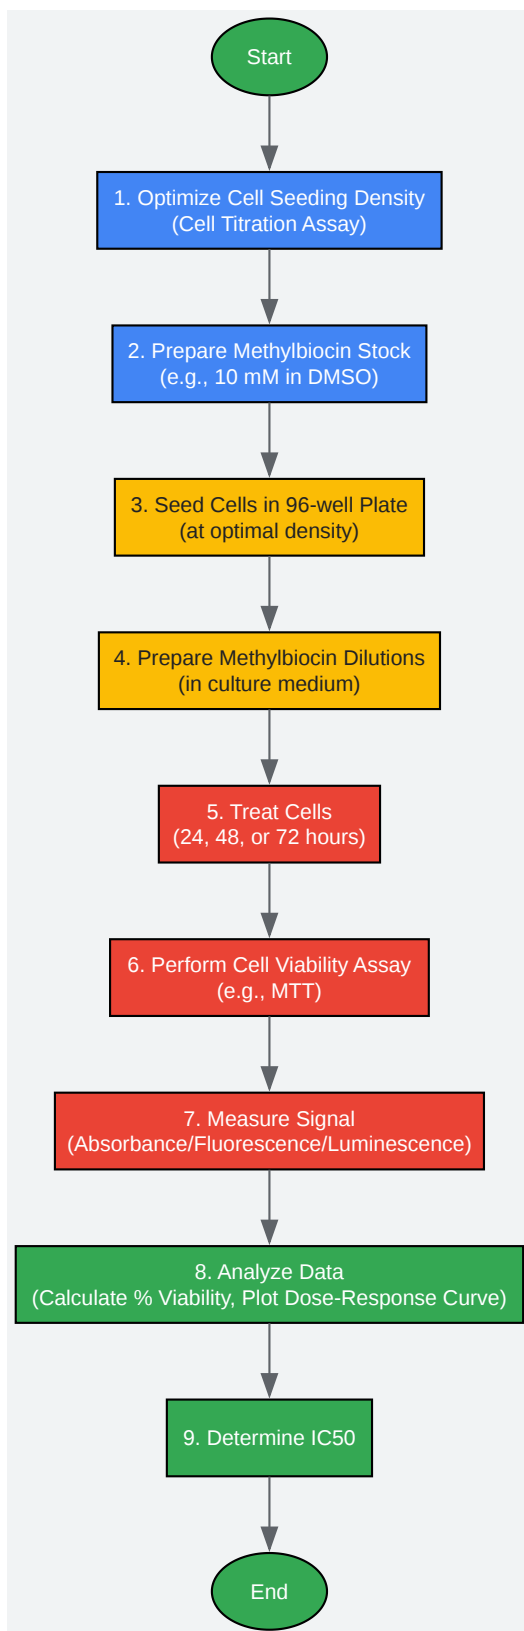 Start
1. Optimize Cell Seeding Density
(Cell Titration Assay)
2. Prepare Methylbiocin Stock
(e.g., 10 mM in DMSO)
3. Seed Cells in 96-well Plate
(at optimal density)
4. Prepare Methylbiocin Dilutions
(in culture medium)
5. Treat Cells
(24, 48, or 72 hours)
6. Perform Cell Viability Assay
(e.g., MTT)
7. Measure Signal
(Absorbance/Fluorescence/Luminescence)
8. Analyze Data
(Calculate % Viability, Plot Dose-Response Curve)
9. Determine IC50
End